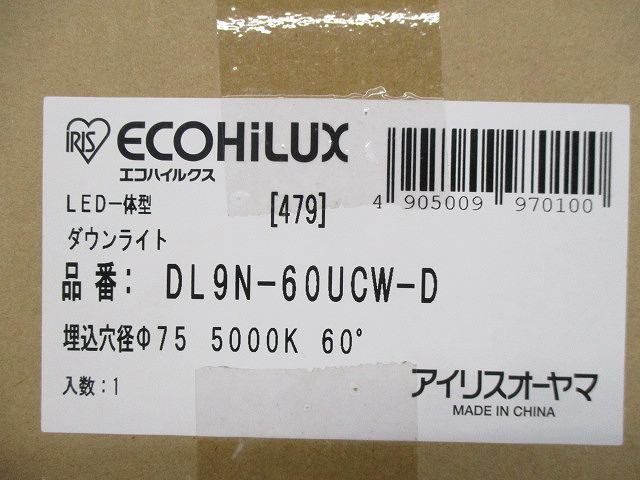 IRIS ECOHiLUX
エコハイルクス
LED一体型
[479]
4 905009 970100
ダウンライト
品番: DL9N-60UCW-D
埋込穴径Φ75 5000K 60°
入数:1
アイリスオーヤマ
MADE IN CHINA